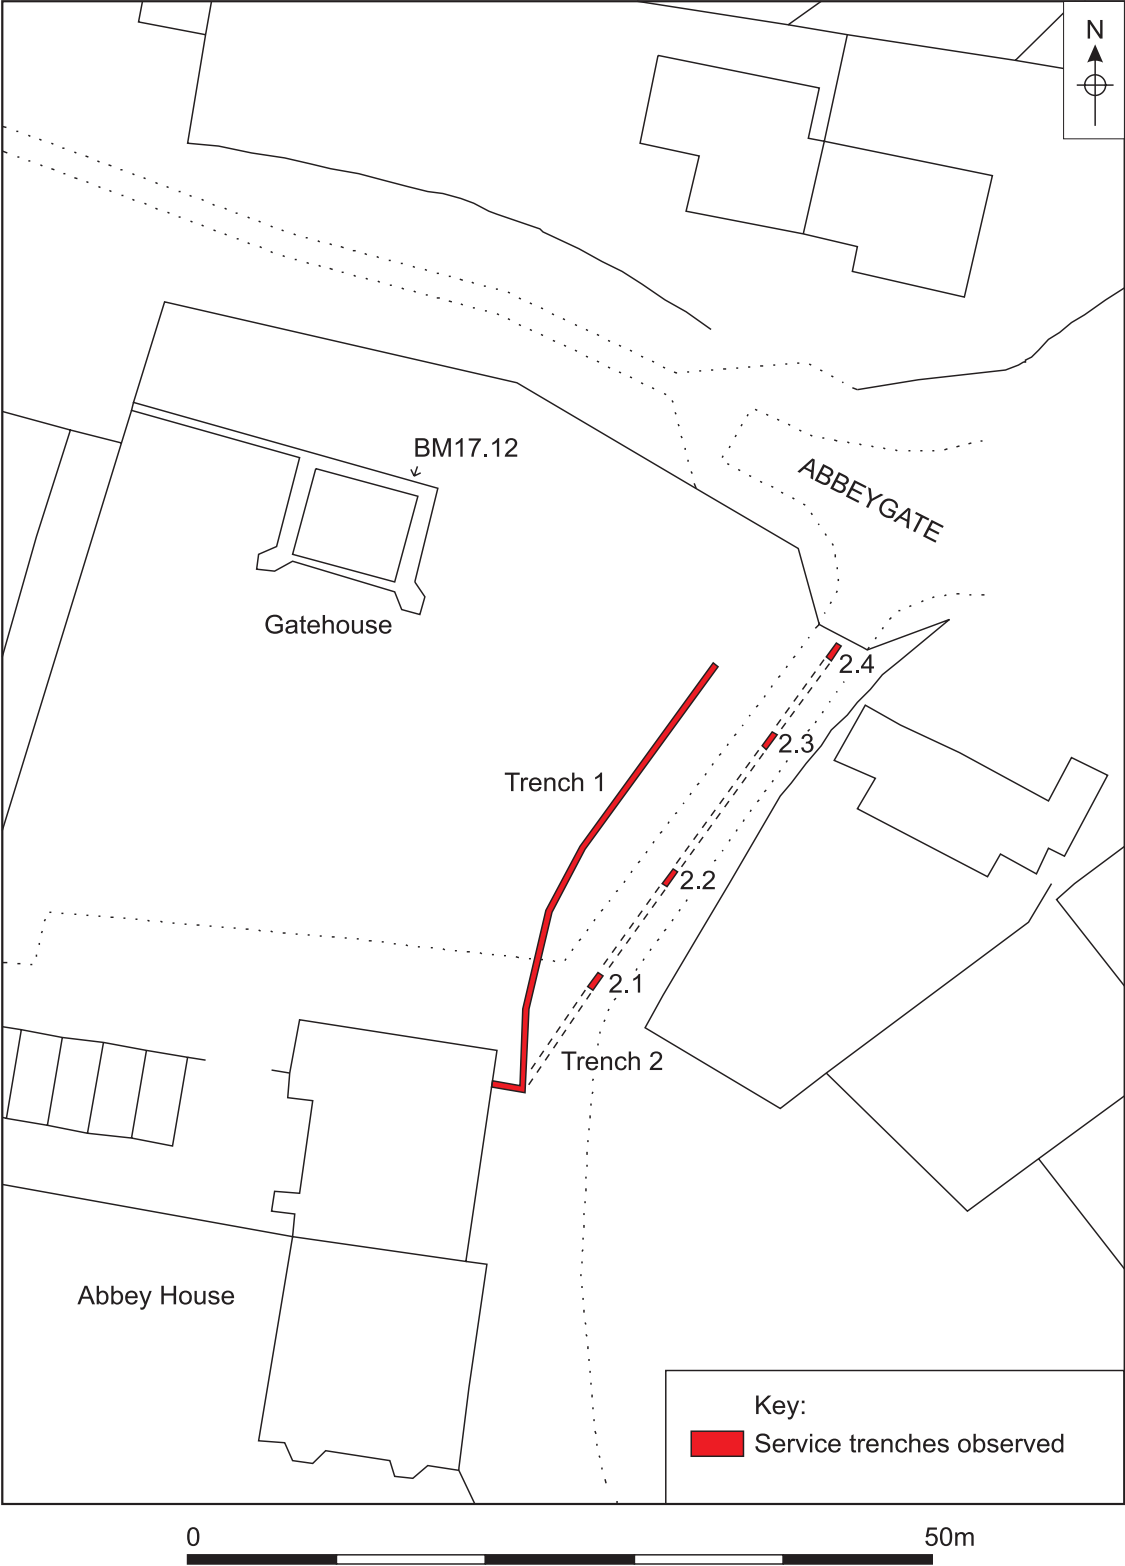 N
BM17.12
ABBEYGATE
Gatehouse
2.4
2.3
Trench 1
2.2
2.1
Trench 2
Abbey House
Key:
Service trenches observed
0 50m